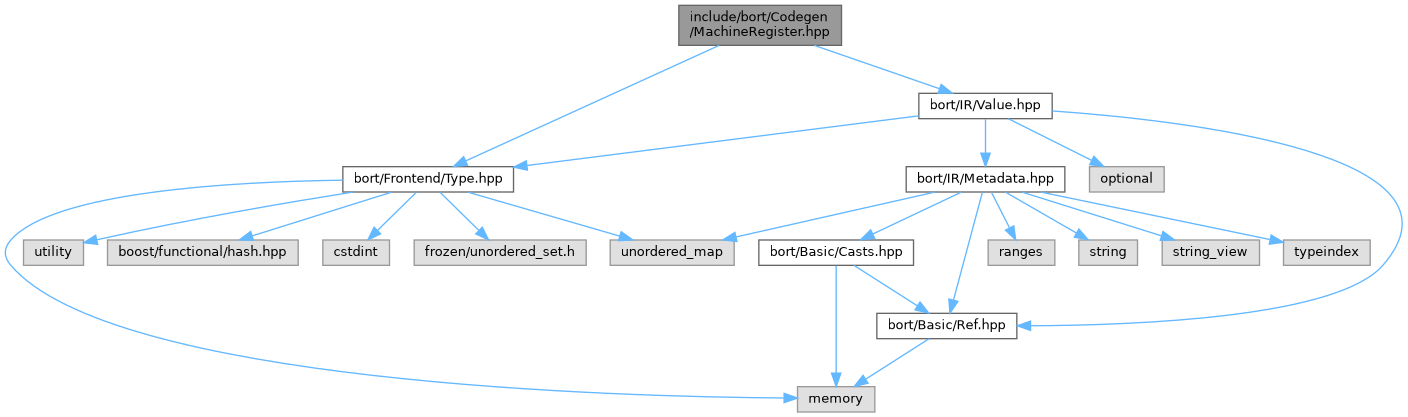 include/bort/Codegen
/MachineRegister.hpp
bort/IR/Value.hpp
bort/Frontend/Type.hpp
bort/IR/Metadata.hpp
optional
utility
boost/functional/hash.hpp
cstdint
frozen/unordered_set.h
unordered_map
bort/Basic/Casts.hpp
ranges
string
string_view
typeindex
bort/Basic/Ref.hpp
memory